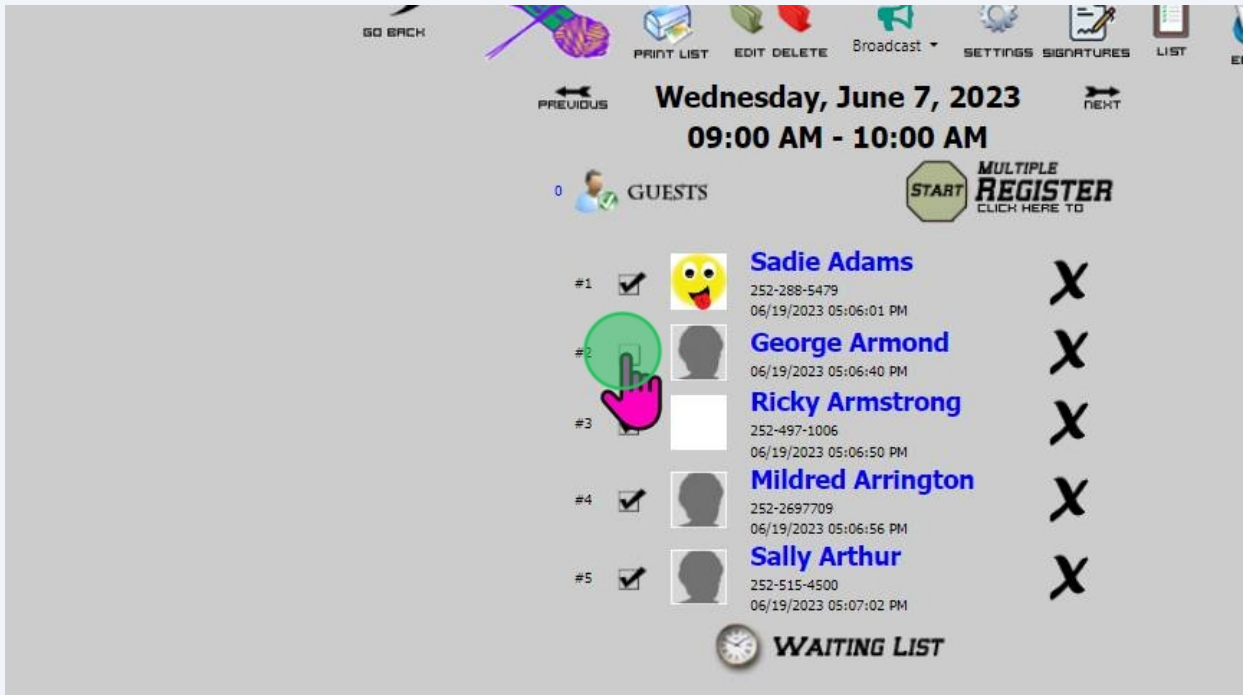 GO BACK
PRINT LIST
EDIT DELETE
Broadcast
SETTINGS SIGNATURES
LIST
PREVIOUS
Wednesday, June 7, 2023
NEXT
09:00 AM - 10:00 AM
0 GUESTS
START
MULTIPLE
REGISTER
CLICK HERE TO
#1
Sadie Adams
252-288-5479
06/19/2023 05:06:01 PM
#2
George Armond
06/19/2023 05:06:40 PM
#3
Ricky Armstrong
252-497-1006
06/19/2023 05:06:50 PM
#4
Mildred Arrington
252-2697709
06/19/2023 05:06:56 PM
#5
Sally Arthur
252-515-4500
06/19/2023 05:07:02 PM
WAITING LIST